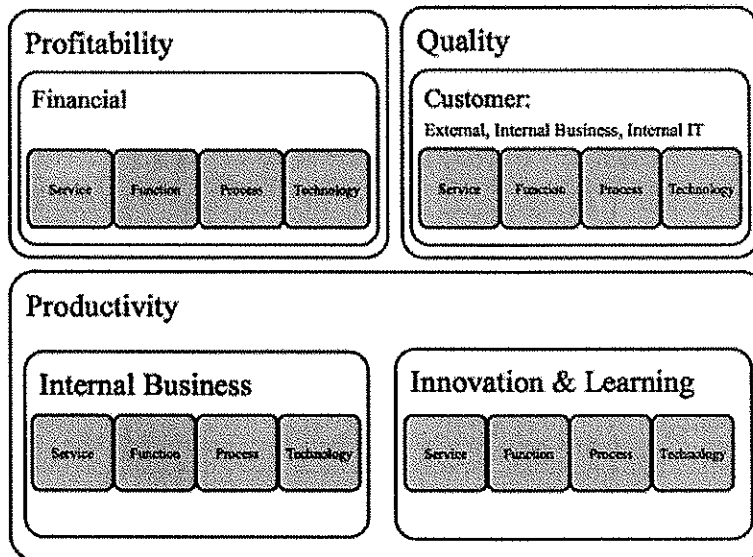 Profitability
Financial
Service Function Process Technology
Quality
Customer:
External, Internal Business, Internal IT
Service Function Process Technology
Productivity
Internal Business
Service Function Process Technology
Innovation & Learning
Service Function Process Technology